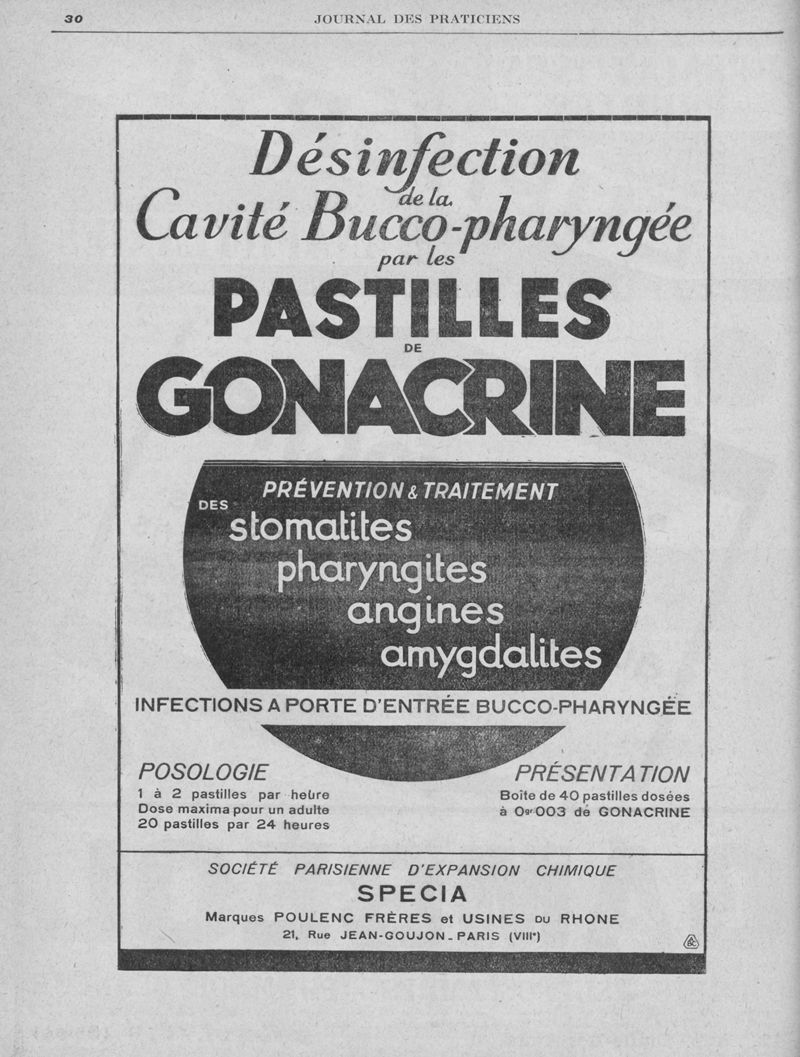 30
JOURNAL DES PRATICIENS
Désinfection
de la
Cavité Bucco-pharyngée
par les
PASTILLES
DE
GONACRINE
PRÉVENTION & TRAITEMENT
DES
stomatites
pharyngites
angines
amygdalites
INFECTIONS A PORTE D'ENTRÉE BUCCO-PHARYNGÉE
POSOLOGIE
1 à 2 pastilles par heure
Dose maxima pour un adulte
20 pastilles par 24 heures
PRÉSENTATION
Boîte de 40 pastilles dosées
à 0gr003 de GONACRINE
SOCIÉTÉ PARISIENNE D'EXPANSION CHIMIQUE
SPECIA
Marques POULENC FRÈRES et USINES DU RHONE
21, Rue JEAN-GOUJON_PARIS (VIIIe)